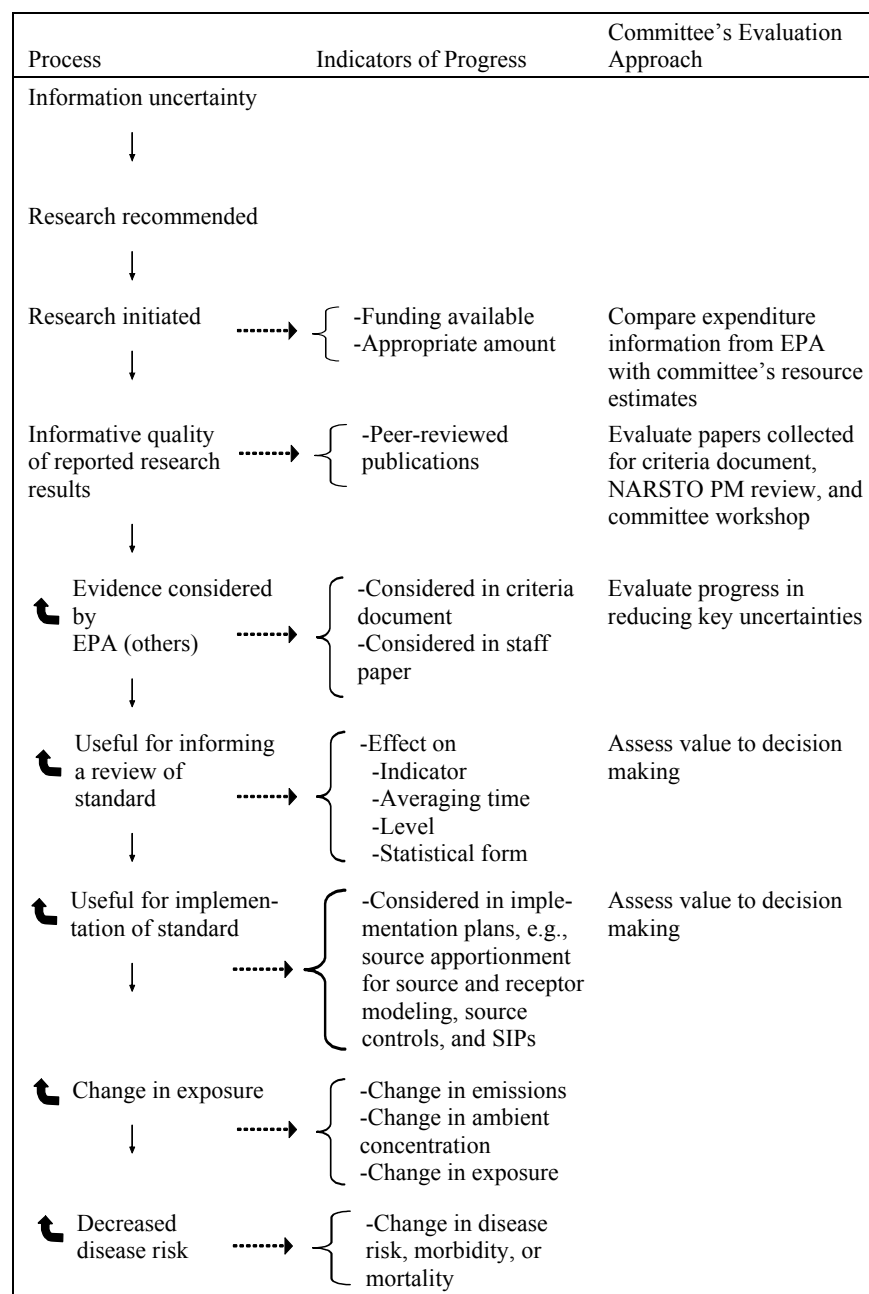 Process
Indicators of Progress
Committee’s Evaluation
Approach
Information uncertainty
Research recommended
Research initiated
-Funding available
-Appropriate amount
Compare expenditure
information from EPA
with committee’s resource
estimates
Informative quality
of reported research
results
-Peer-reviewed
publications
Evaluate papers collected
for criteria document,
NARSTO PM review, and
committee workshop
Evidence considered
by
EPA (others)
-Considered in criteria
document
-Considered in staff
paper
Evaluate progress in
reducing key uncertainties
Useful for informing
a review of
standard
-Effect on
-Indicator
-Averaging time
-Level
-Statistical form
Assess value to decision
making
Useful for implemen-
tation of standard
-Considered in imple-
mentation plans, e.g.,
source apportionment
for source and receptor
modeling, source
controls, and SIPs
Assess value to decision
making
Change in exposure
-Change in emissions
-Change in ambient
concentration
-Change in exposure
Decreased
disease risk
-Change in disease
risk, morbidity, or
mortality